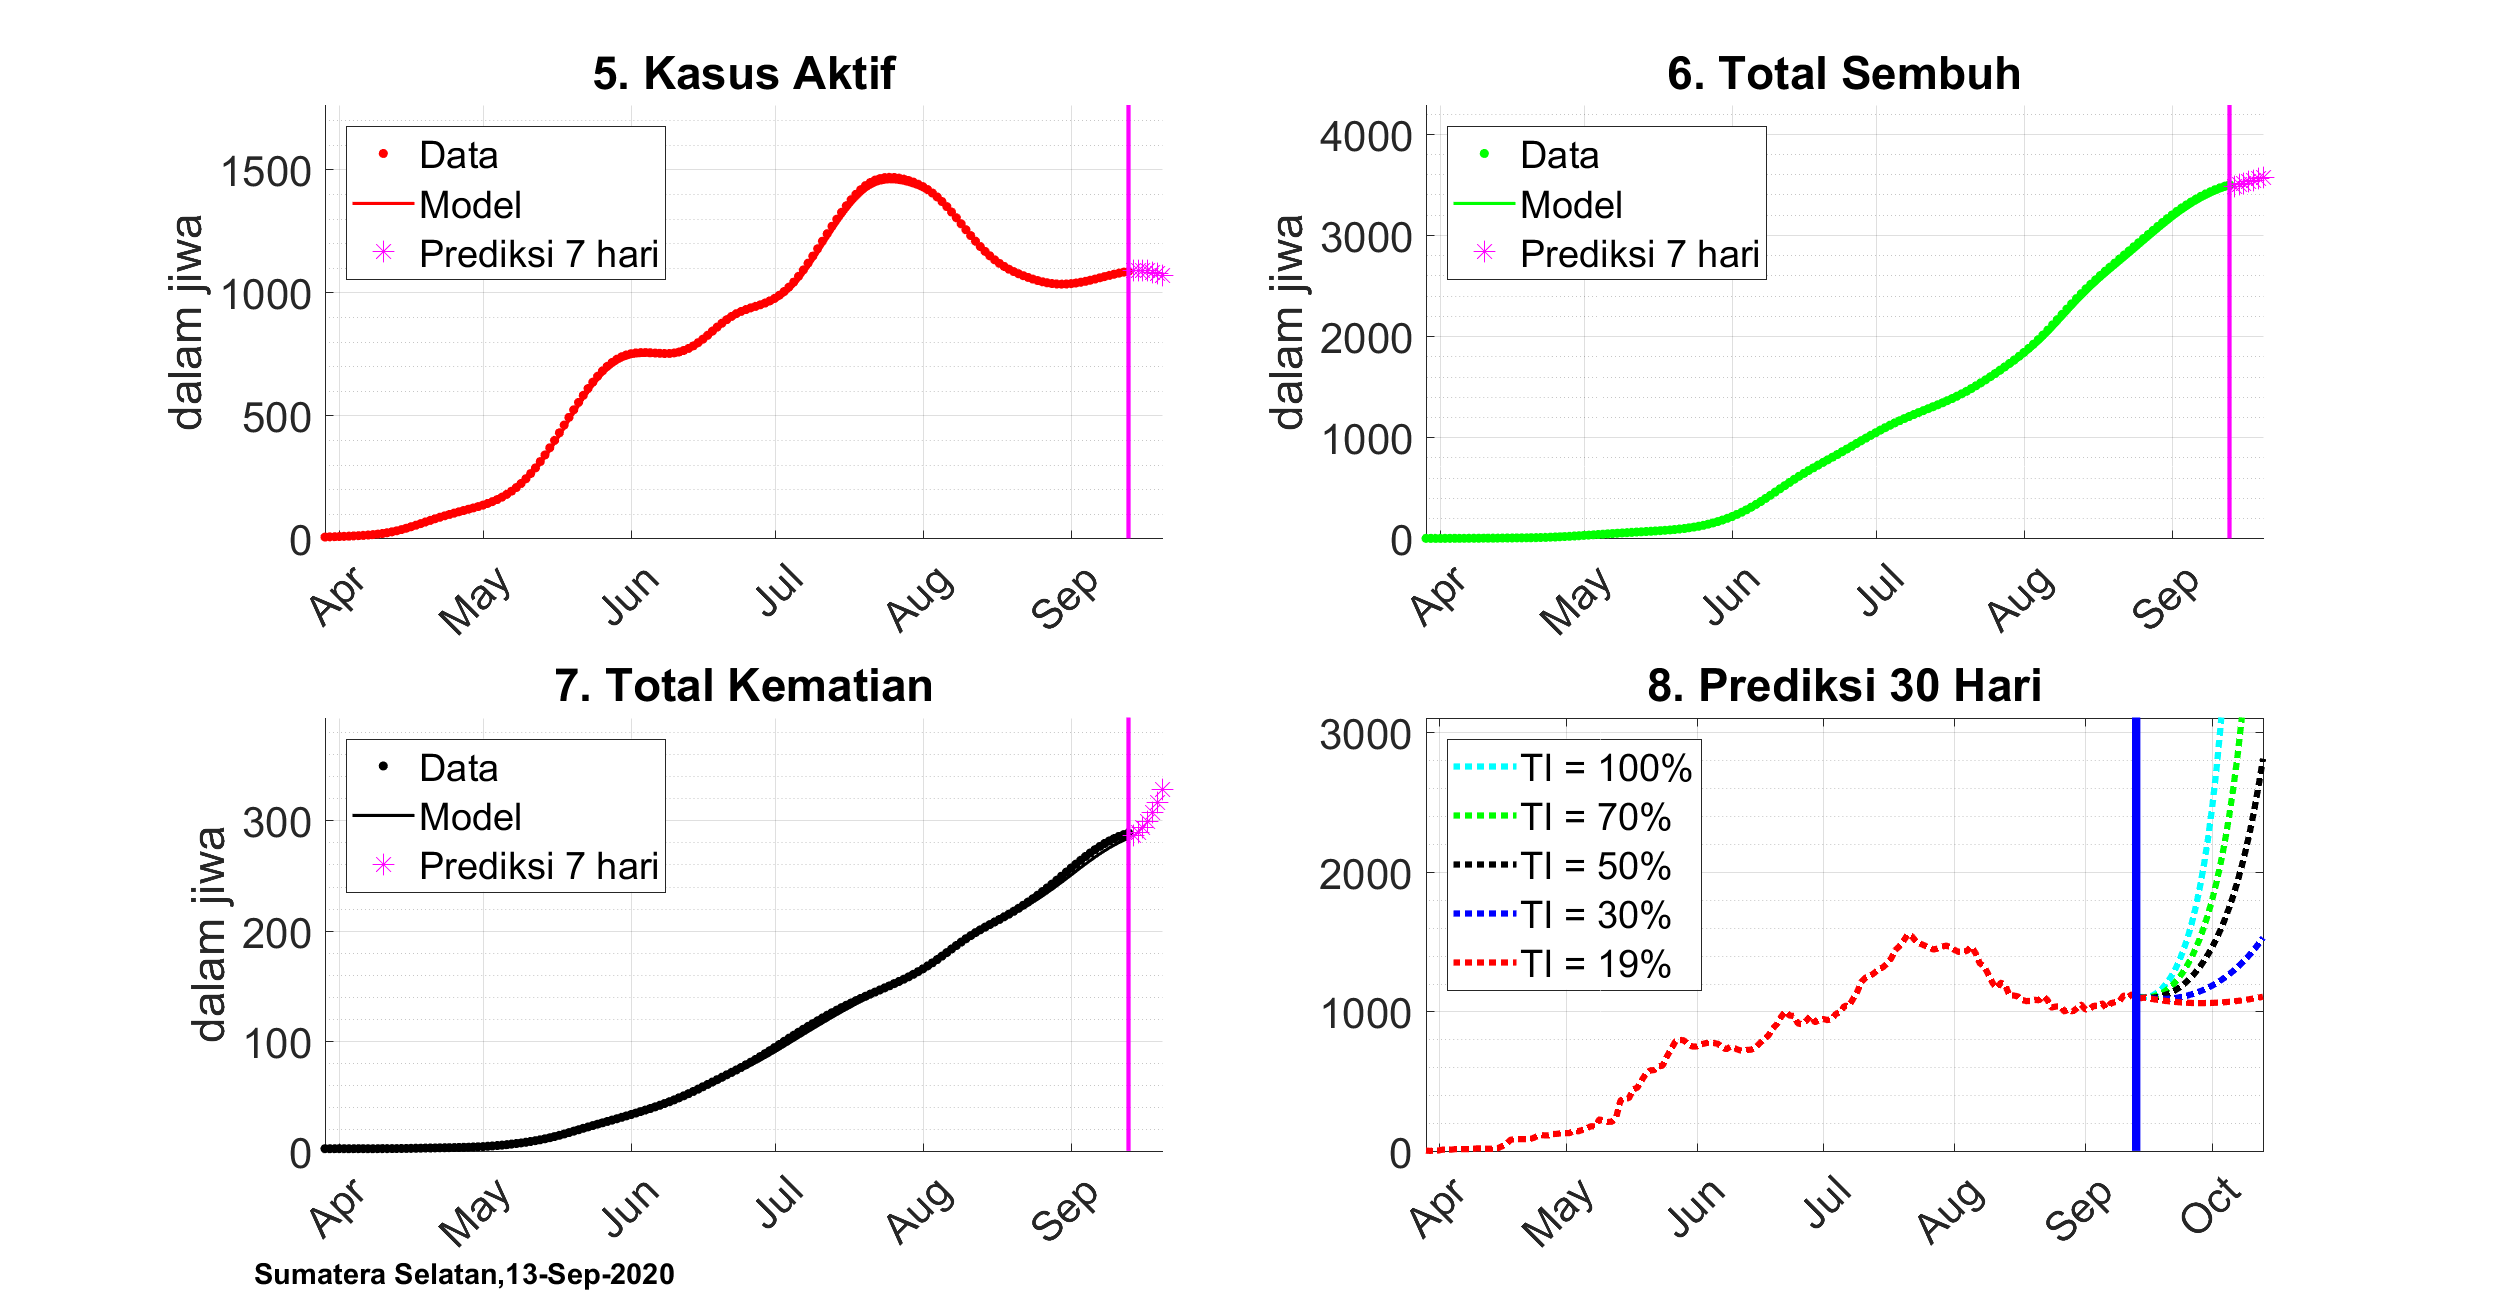 5. Kasus Aktif
dalam jiwa
1500
1000
500
0
Data
Model
Prediksi 7 hari
Apr
May
Jun
Jul
Aug
Sep
6. Total Sembuh
dalam jiwa
4000
3000
2000
1000
0
Data
Model
Prediksi 7 hari
Apr
May
Jun
Jul
Aug
Sep
7. Total Kematian
dalam jiwa
300
200
100
0
Data
Model
Prediksi 7 hari
Apr
May
Jun
Jul
Aug
Sep
8. Prediksi 30 Hari
3000
2000
1000
0
TI = 100%
TI = 70%
TI = 50%
TI = 30%
TI = 19%
Apr
May
Jun
Jul
Aug
Sep
Oct
Sumatera Selatan,13-Sep-2020